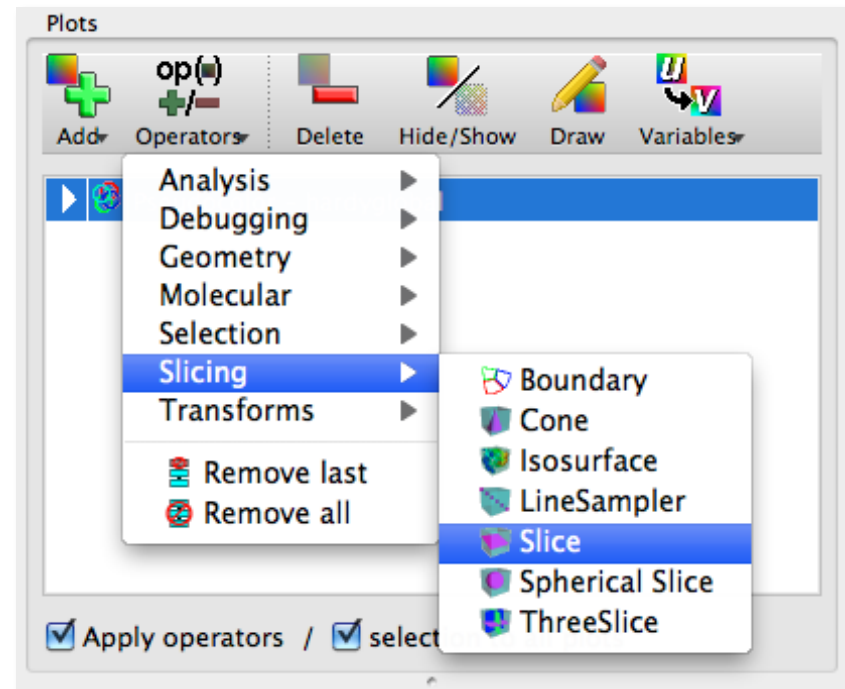 Plots
op(=)
+/−
Add Operators Delete Hide/Show Draw Variables
u
v
Analysis
Debugging
Geometry
Molecular
Selection
Slicing
Transforms
Remove last
Remove all
Boundary
Cone
Isosurface
LineSampler
Slice
Spherical Slice
ThreeSlice
Apply operators / select